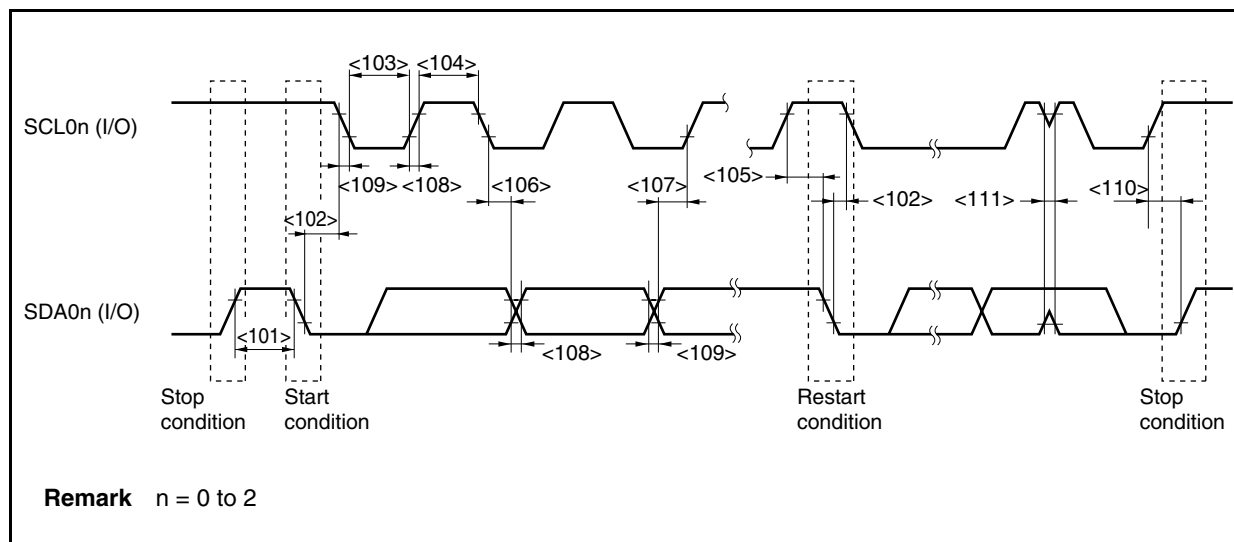 <103> <104>
SCL0n (I/O)
<109> <108> <106> <107> <105>
<102> <102> <111> <110>
SDA0n (I/O)
<101> <108> <109>
Stop condition
Start condition
Restart condition
Stop condition
Remark n = 0 to 2